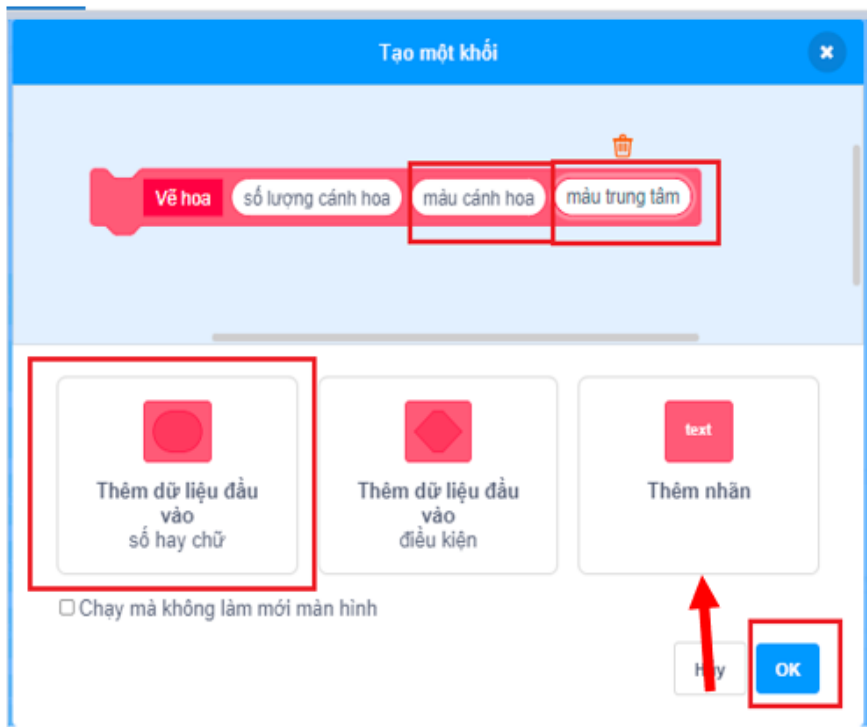 Tạo một khối
Vẽ hoa số lượng cánh hoa màu cánh hoa màu trung tâm
text
Thêm dữ liệu đầu
vào
số hay chữ
Thêm dữ liệu đầu
vào
điều kiện
Thêm nhãn
Chạy mà không làm mới màn hình
OK